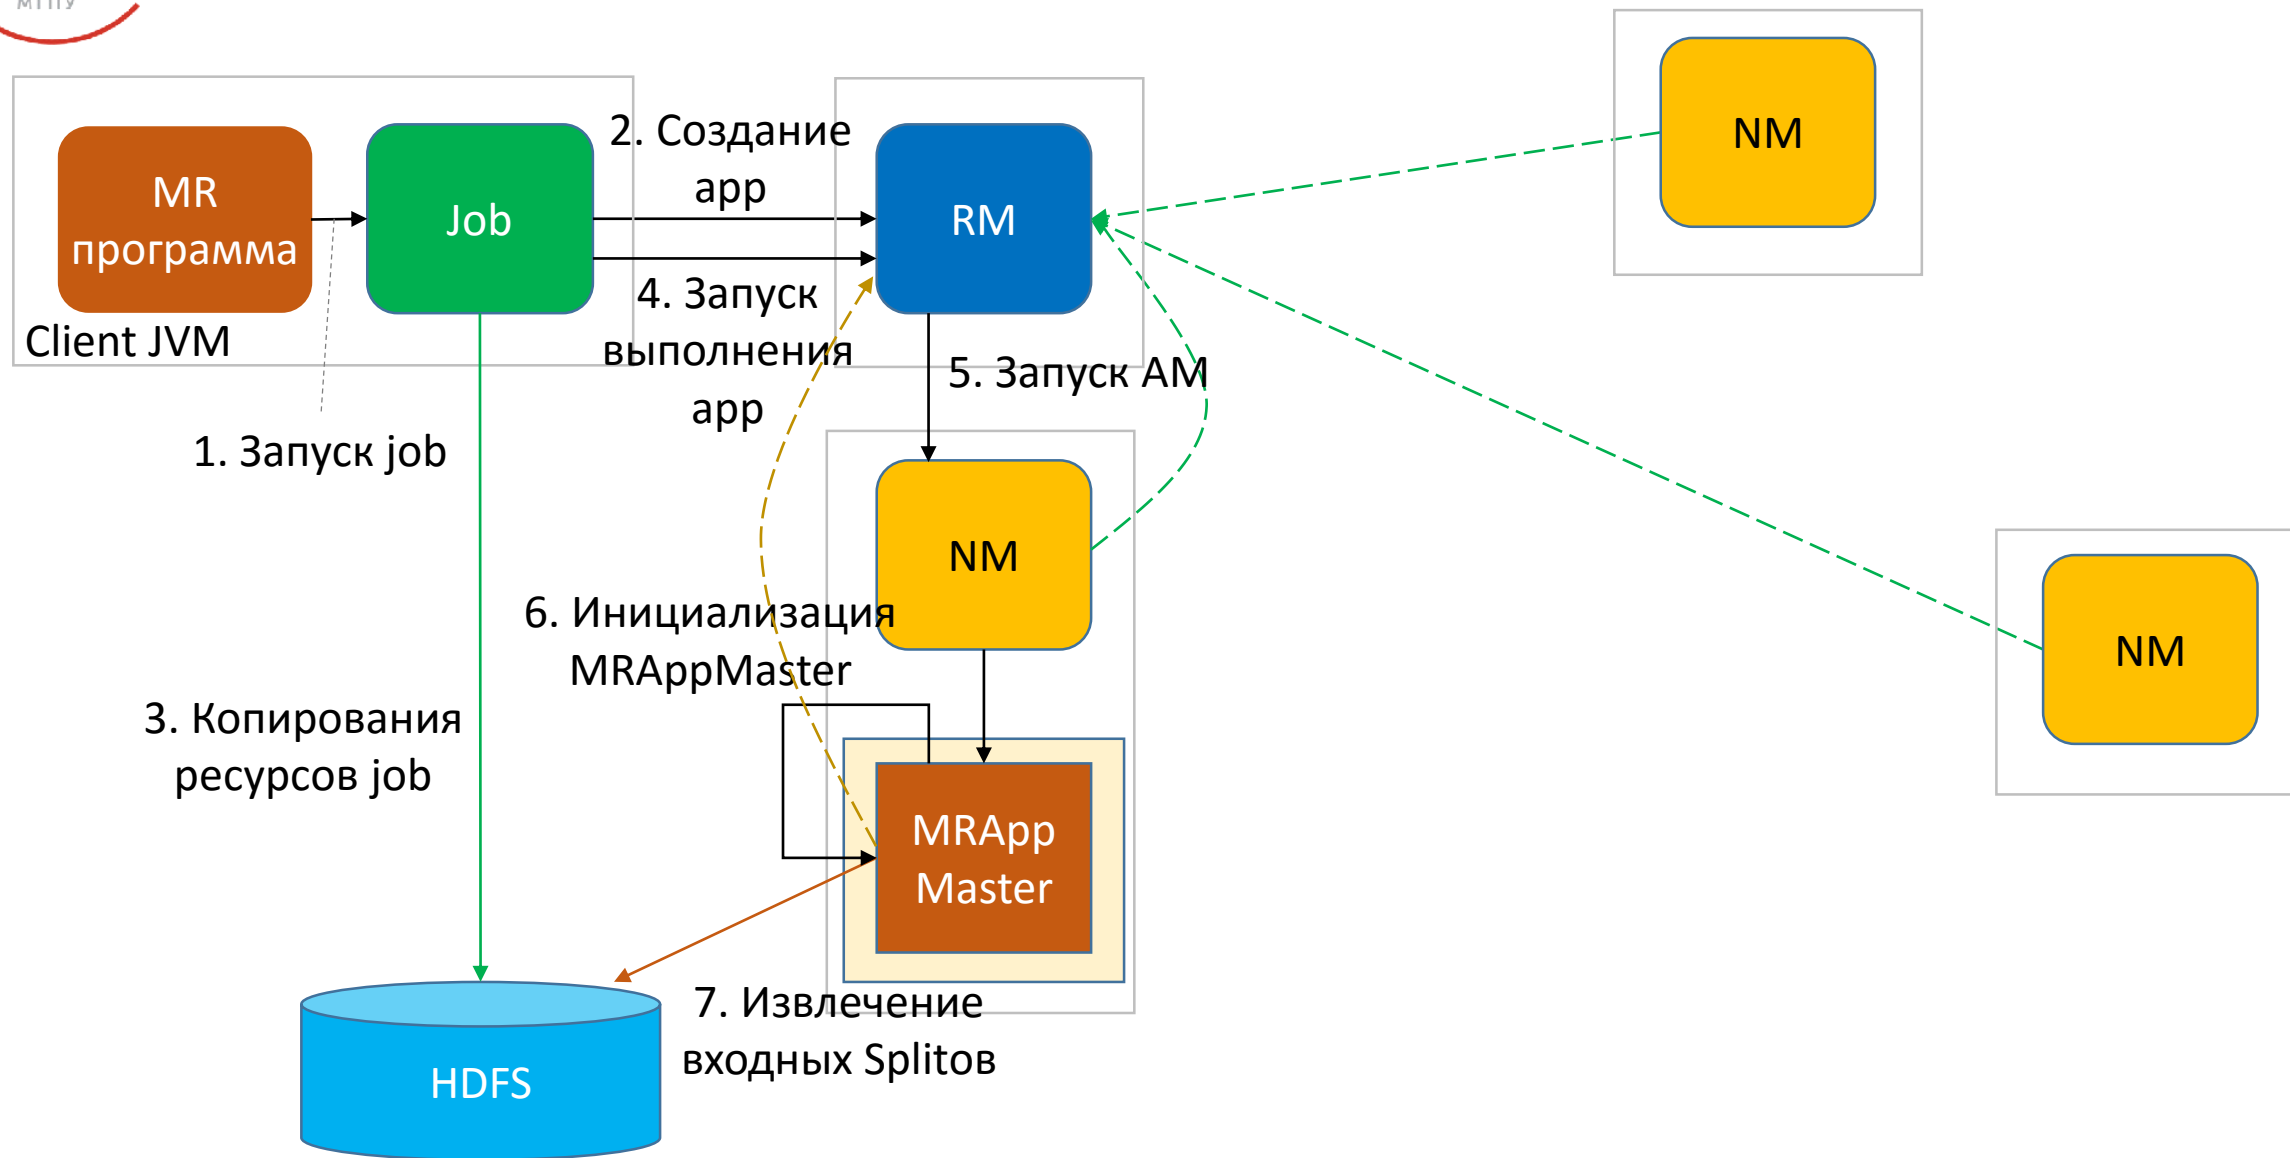 МГПУ
MR
программа
Job
Client JVM
2. Создание
app
RM
NM
4. Запуск
выполнения
app
1. Запуск job
5. Запуск AM
NM
6. Инициализация
MRAppMaster
NM
3. Копирования
ресурсов job
MRApp
Master
7. Извлечение
входных Splitов
HDFS